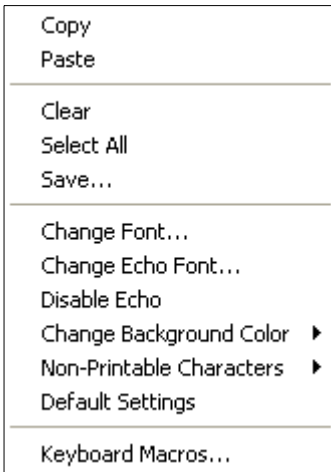 Copy
Paste
Clear
Select All
Save...
Change Font...
Change Echo Font...
Disable Echo
Change Background Color
Non-Printable Characters
Default Settings
Keyboard Macros...